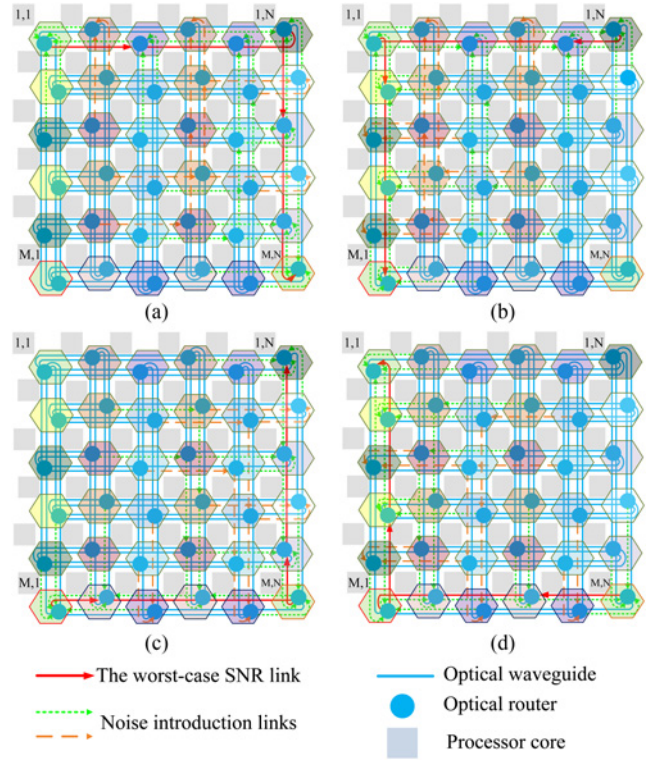 1,1 1,N 1,1 1,N
M,1 M,N M,1 M,N
(a) (b)
1,1 1,N 1,1 1,N
M,1 M,N M,1 M,N
(c) (d)
The worst-case SNR link Optical waveguide
Noise introduction links Optical router
Processor core